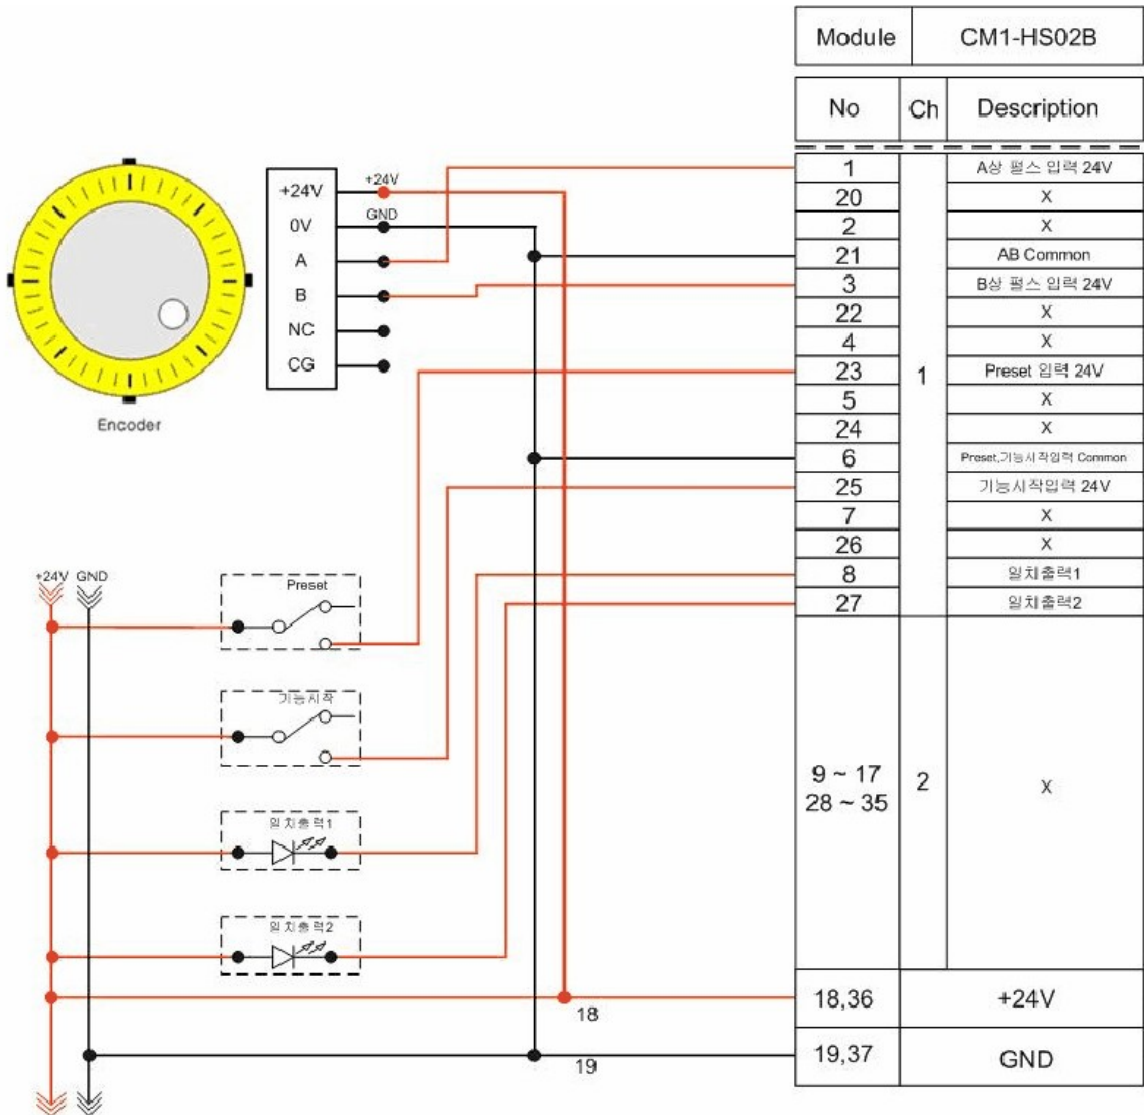 Module CM1-HS02B
No Ch Description
1 A상 펄스 입력 24V
20 X
2 X
21 AB Common
3 B상 펄스 입력 24V
22 X
4 X
23 1 Preset 입력 24V
5 X
24 X
6 Preset,기능시작입력 Common
25 기능시작입력 24V
7 X
26 X
8 일치출력1
27 일치출력2
9 ~ 17
28 ~ 35
2 X
18,36 +24V
19,37 GND
+24V +24V
0V GND
A
B
NC
CG
Encoder
+24V GND
Preset
기능시작
일치출력1
일치출력2
18
19